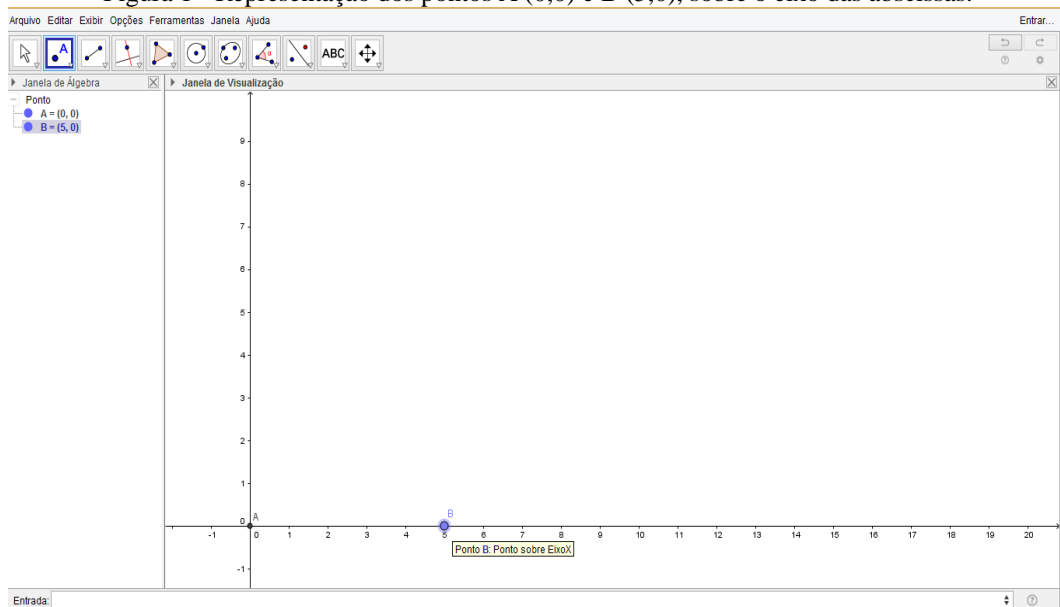 Figura 1 - Representação dos pontos A (0,0) e B (5,0), sobre o eixo das abscissas.
Arquivo Editar Exibir Opções Ferramentas Janela Ajuda Entrar...
A α ABC
Janela de Álgebra Janela de Visualização
Ponto
A = (0, 0)
B = (5, 0)
9
8
7
6
5
4
3
2
1
0 A B
-1 0 1 2 3 4 5 6 7 8 9 10 11 12 13 14 15 16 17 18 19 20
Ponto B: Ponto sobre EixoX
-1
Entrada: